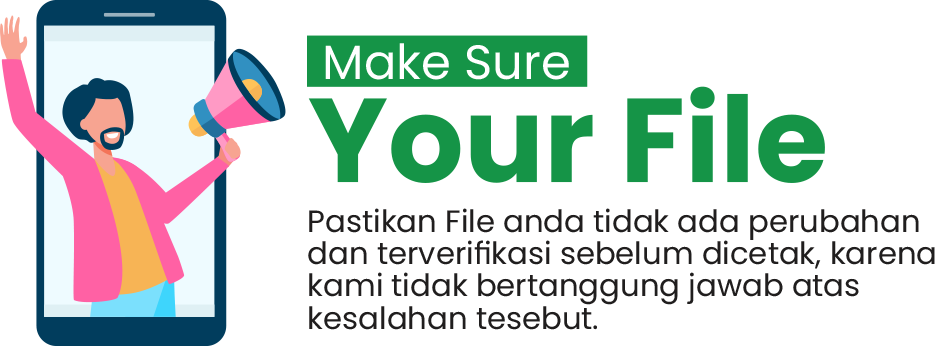 Make Sure
Your File
Pastikan File anda tidak ada perubahan
dan terverifikasi sebelum dicetak, karena
kami tidak bertanggung jawab atas
kesalahan tesebut.